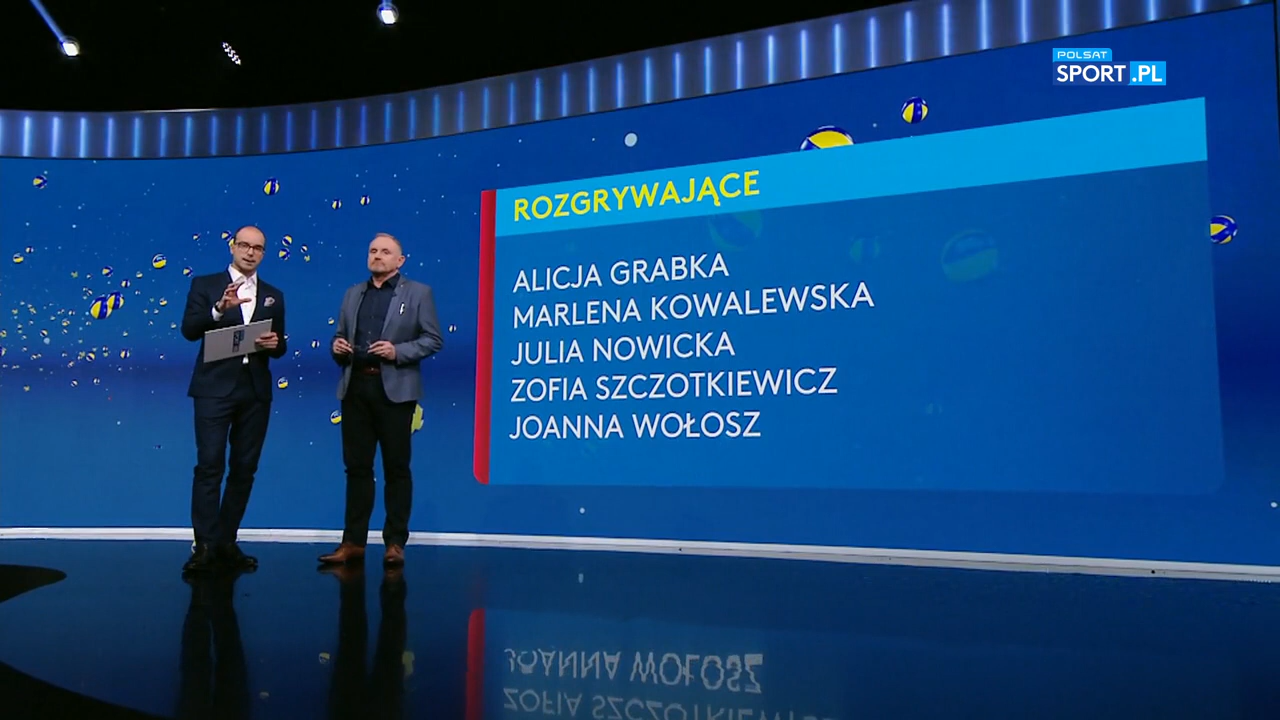 POLSAT
SPORT.PL
ROZGRYWAJĄCE
ALICJA GRABKA
MARLENA KOWALEWSKA
JULIA NOWICKA
ZOFIA SZCZOTKIEWICZ
JOANNA WOŁOSZ